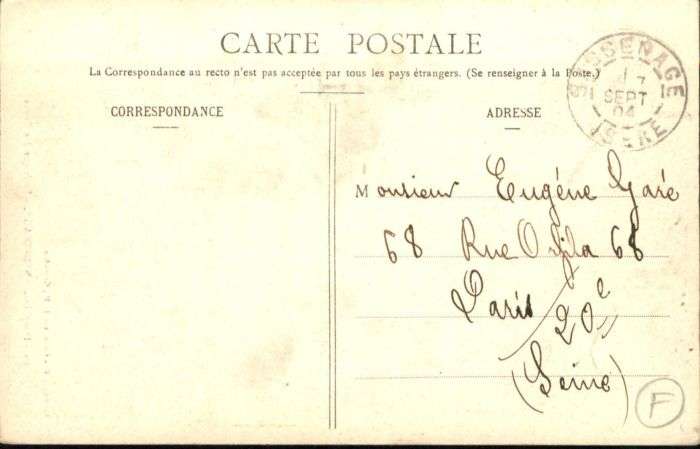 CARTE POSTALE
La Correspondance au recto n'est pas acceptée par tous les pays étrangers. (Se renseigner à la Poste.)
CORRESPONDANCE
ADRESSE
SASSENAGE
SEPT
04
ISERE
Monsieur Eugène Garé
68 Rue Orfila 68
Paris 20e
(Seine)
F